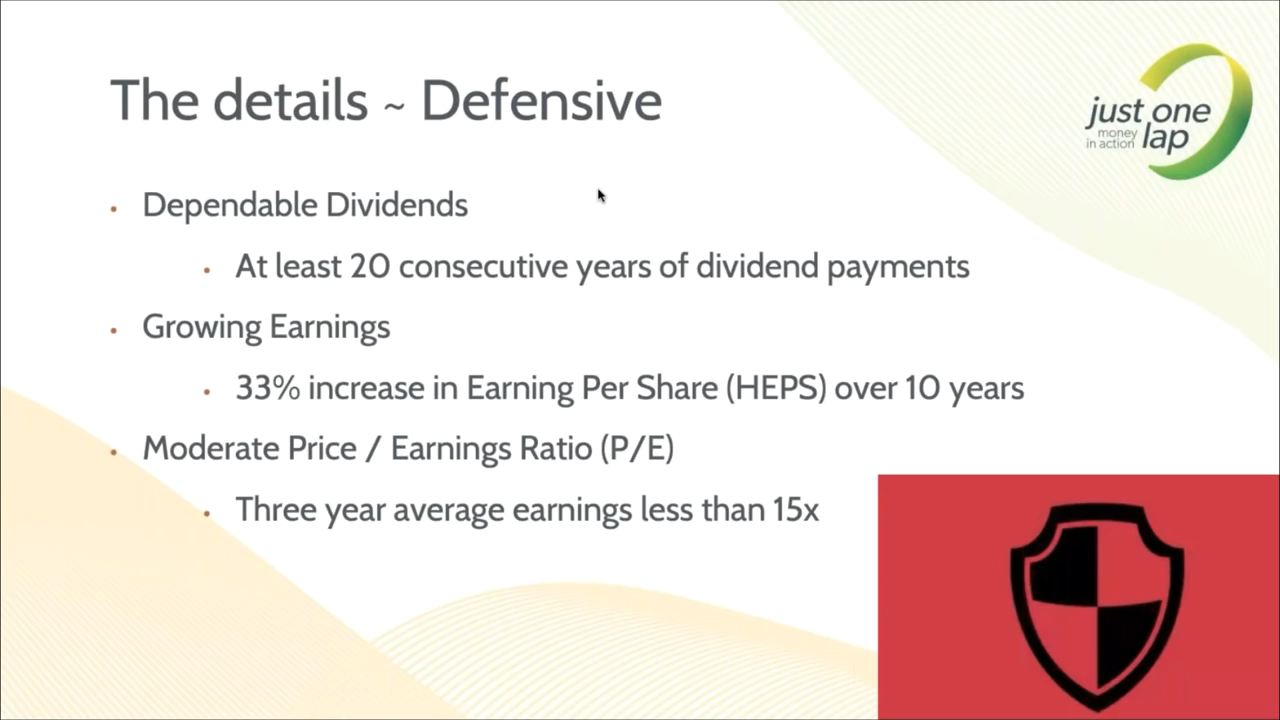 The details ~ Defensive
just one
money
in action lap
• Dependable Dividends
• At least 20 consecutive years of dividend payments
• Growing Earnings
• 33% increase in Earning Per Share (HEPS) over 10 years
• Moderate Price / Earnings Ratio (P/E)
• Three year average earnings less than 15x